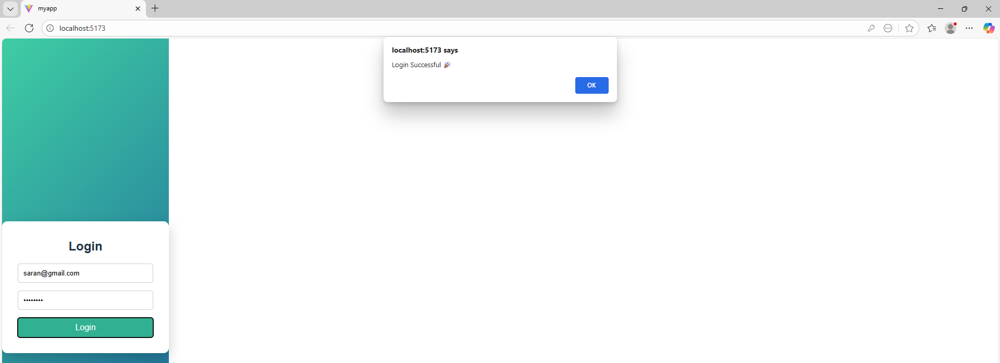 myapp
localhost:5173
localhost:5173 says
Login Successful 🎉
OK
Login
saran@gmail.com
••••••••
Login